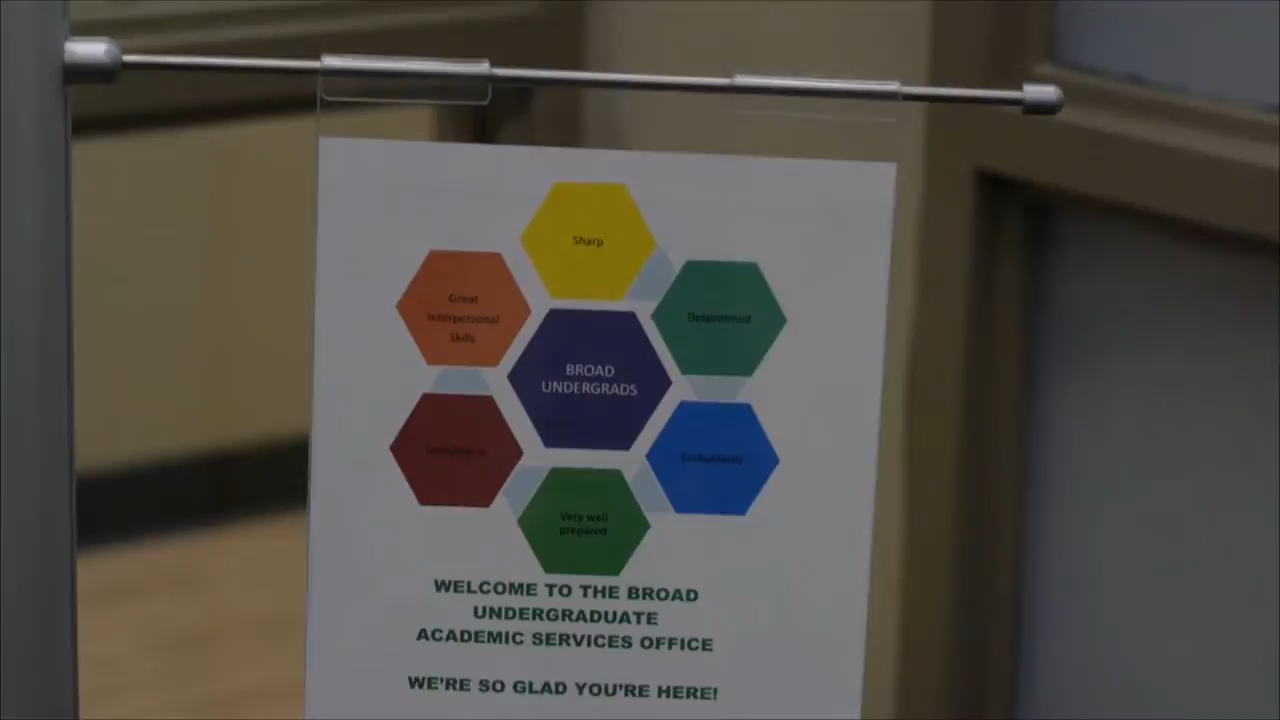 Sharp
Great
Interpersonal
Skills
Determined
BROAD
UNDERGRADS
Very well
prepared
WELCOME TO THE BROAD
UNDERGRADUATE
ACADEMIC SERVICES OFFICE
WE'RE SO GLAD YOU'RE HERE!